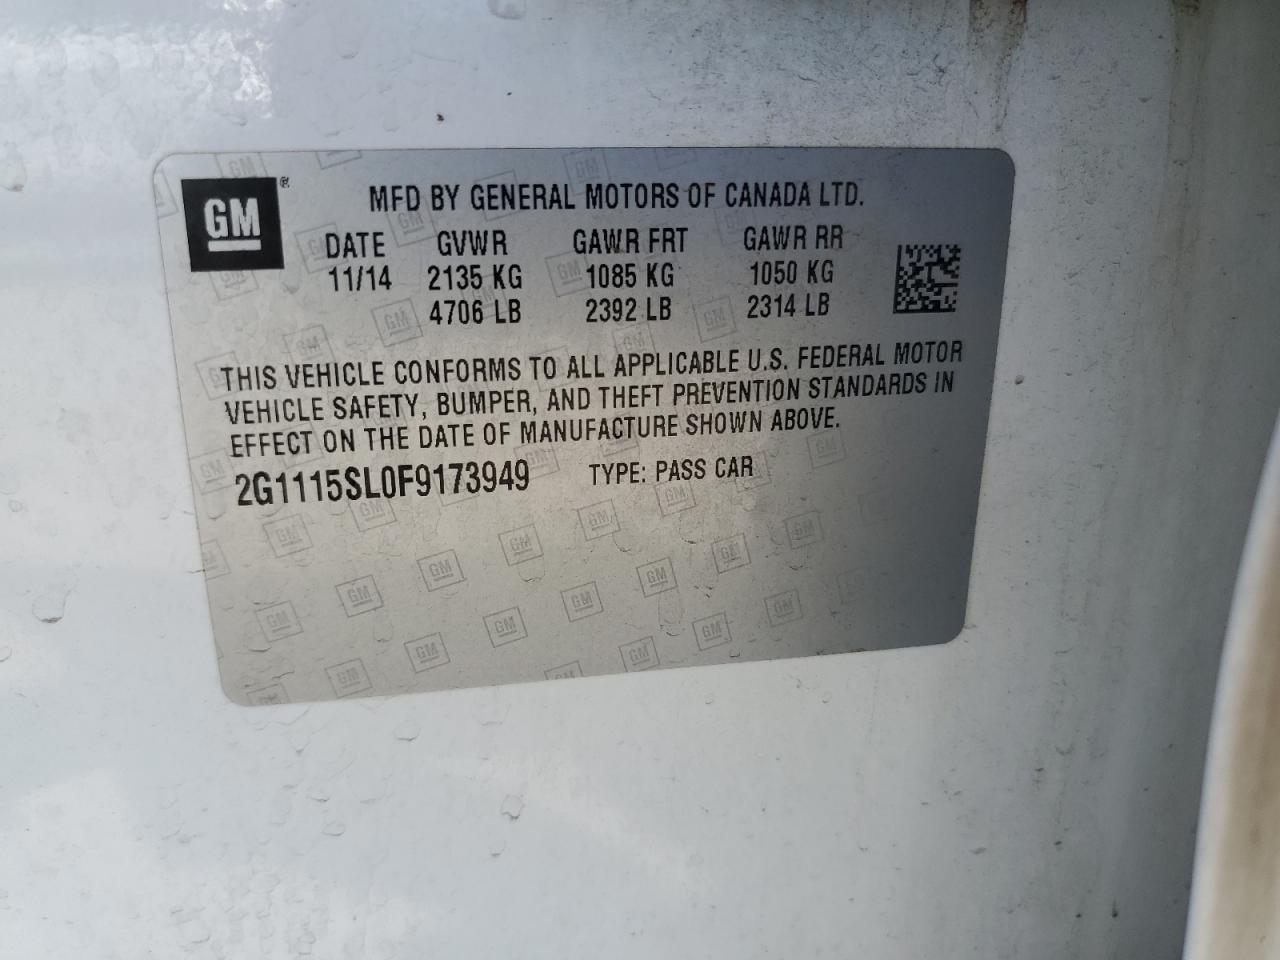 GM®
MFD BY GENERAL MOTORS OF CANADA LTD.
DATE GVWR GAWR FRT GAWR RR
11/14 2135 KG 1085 KG 1050 KG
4706 LB 2392 LB 2314 LB
THIS VEHICLE CONFORMS TO ALL APPLICABLE U.S. FEDERAL MOTOR
VEHICLE SAFETY, BUMPER, AND THEFT PREVENTION STANDARDS IN
EFFECT ON THE DATE OF MANUFACTURE SHOWN ABOVE.
2G1115SL0F9173949 TYPE: PASS CAR